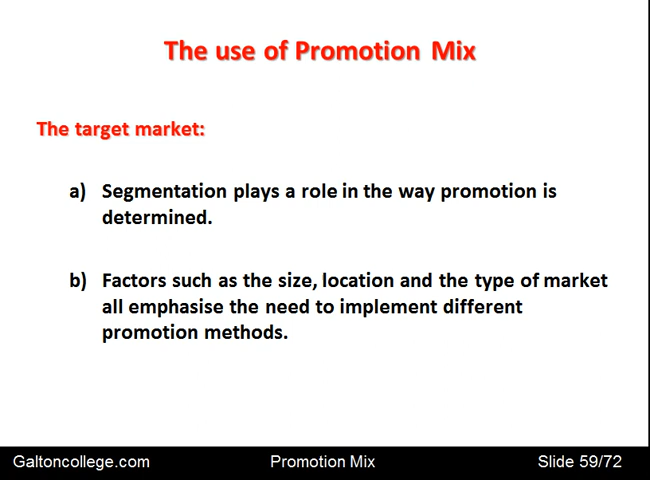 The use of Promotion Mix
The target market:
a) Segmentation plays a role in the way promotion is
determined.
b) Factors such as the size, location and the type of market
all emphasise the need to implement different
promotion methods.
Galtoncollege.com Promotion Mix Slide 59/72